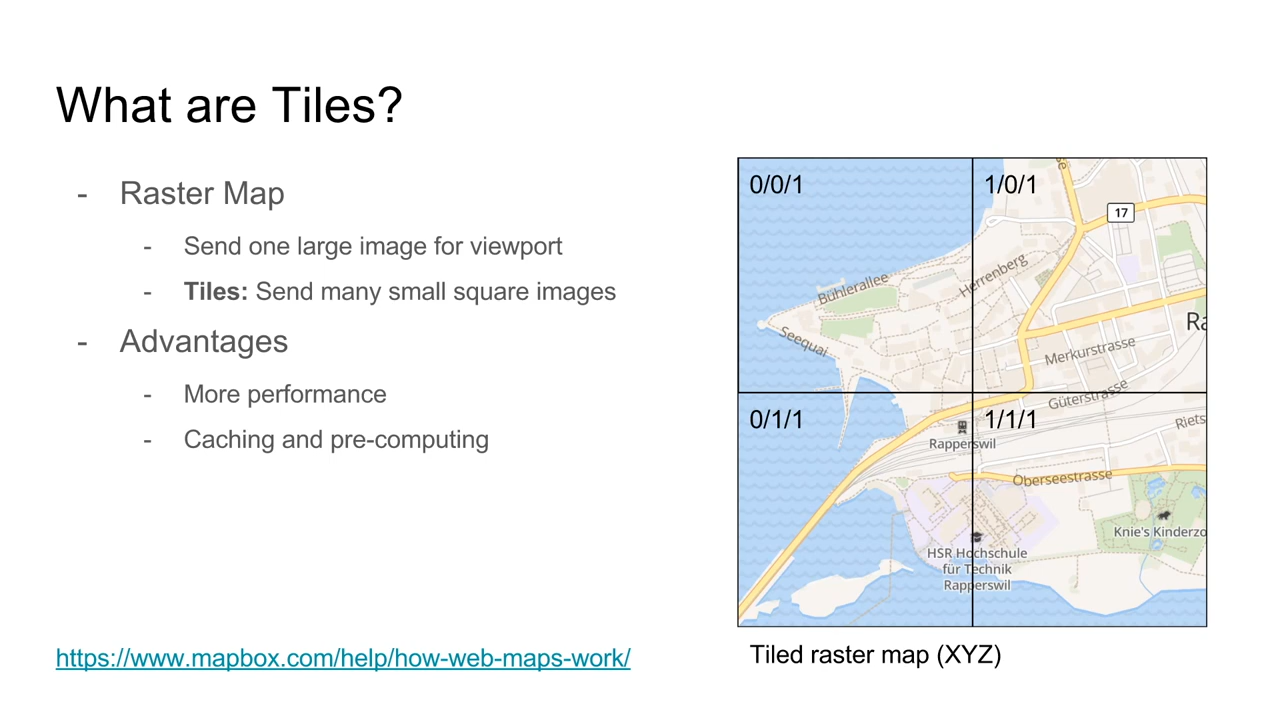 What are Tiles?
- Raster Map
- Send one large image for viewport
- Tiles: Send many small square images
- Advantages
- More performance
- Caching and pre-computing
https://www.mapbox.com/help/how-web-maps-work/
0/0/1
1/0/1
17
Bühlerallee
Herrenberg
Seequai
Ra
Merkurstrasse
Güterstrasse
0/1/1
1/1/1
Rapperswil
Riets
Oberseestrasse
Knie's Kinderzo
HSR Hochschule
für Technik
Rapperswil
Tiled raster map (XYZ)